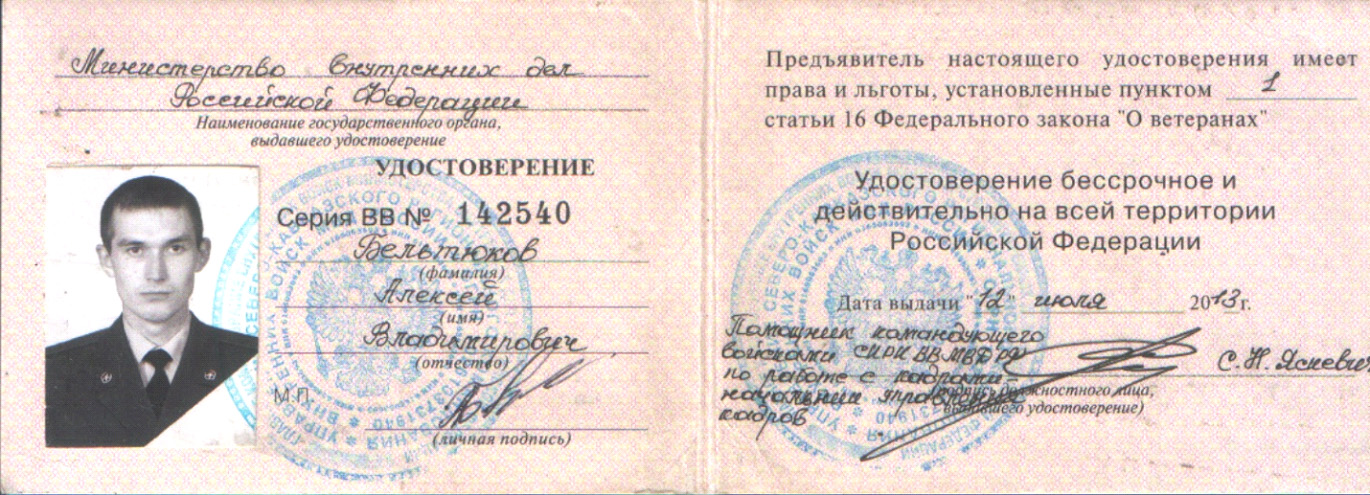 Министерство внутренних дел
Российской Федерации
Наименование государственного органа,
выдавшего удостоверение
УДОСТОВЕРЕНИЕ
Серия ВВ № 142540
Бельтюков
(фамилия)
Алексей
(имя)
Владимирович
(отчество)
М.П.
(личная подпись)
Предъявитель настоящего удостоверения имеет
права и льготы, установленные пунктом 1
статьи 16 Федерального закона "О ветеранах"
Удостоверение бессрочное и
действительно на всей территории
Российской Федерации
Дата выдачи "12" июля 2013г.
Помощник командующего
войсками СКРК ВВ МВД РФ
по работе с кадрами
начальник управления
кадров
С.Н. Ясневич
(подпись должностного лица,
выдавшего удостоверение)